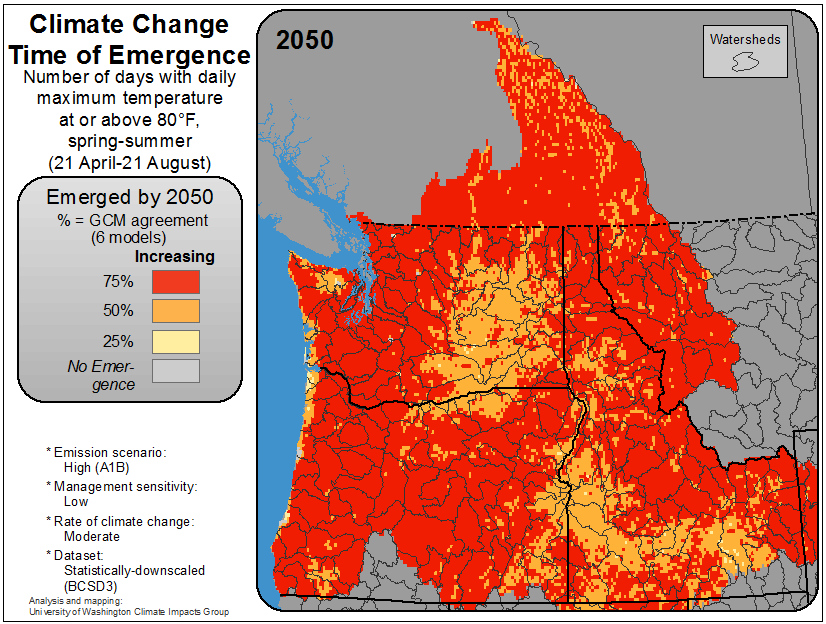 Climate Change
Time of Emergence
Number of days with daily
maximum temperature
at or above 80°F,
spring-summer
(21 April-21 August)
Emerged by 2050
% = GCM agreement
(6 models)
Increasing
75%
50%
25%
No Emer-
gence
* Emission scenario:
High (A1B)
* Management sensitivity:
Low
* Rate of climate change:
Moderate
* Dataset:
Statistically-downscaled
(BCSD3)
Analysis and mapping:
University of Washington Climate Impacts Group
2050
Watersheds